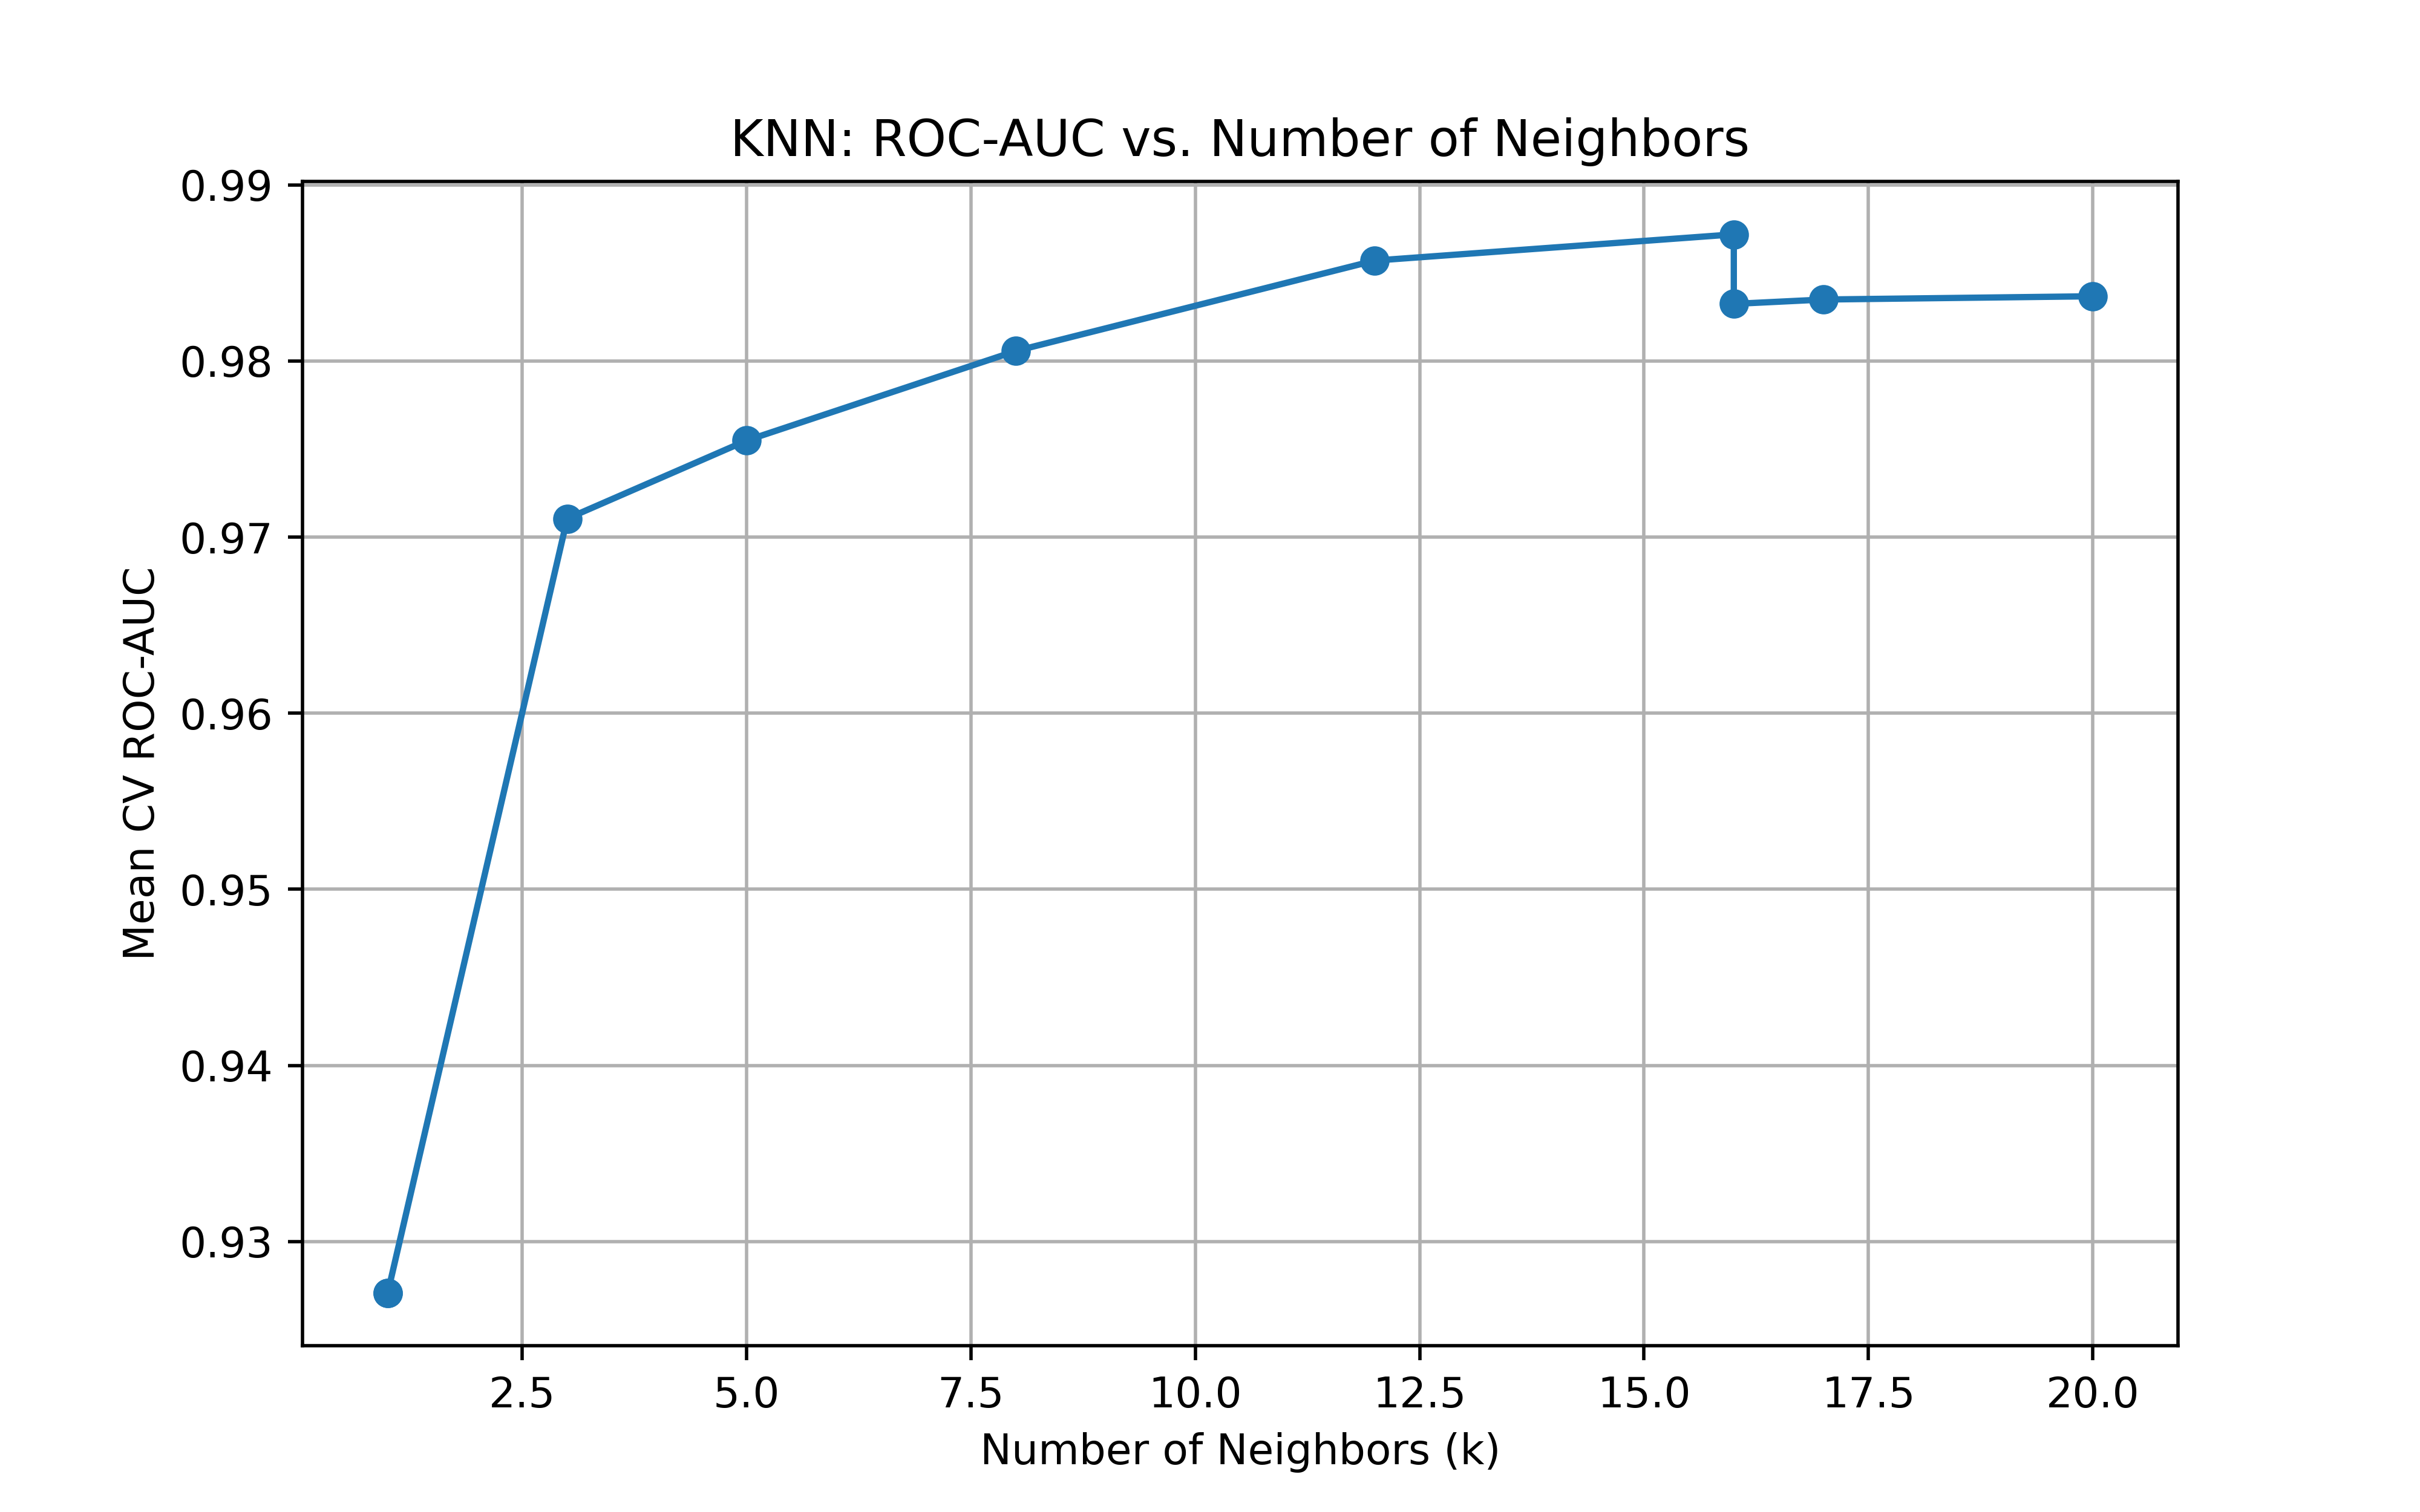 KNN: ROC-AUC vs. Number of Neighbors
0.99
0.98
0.97
0.96
0.95
0.94
0.93
Mean CV ROC-AUC
2.5 5.0 7.5 10.0 12.5 15.0 17.5 20.0
Number of Neighbors (k)